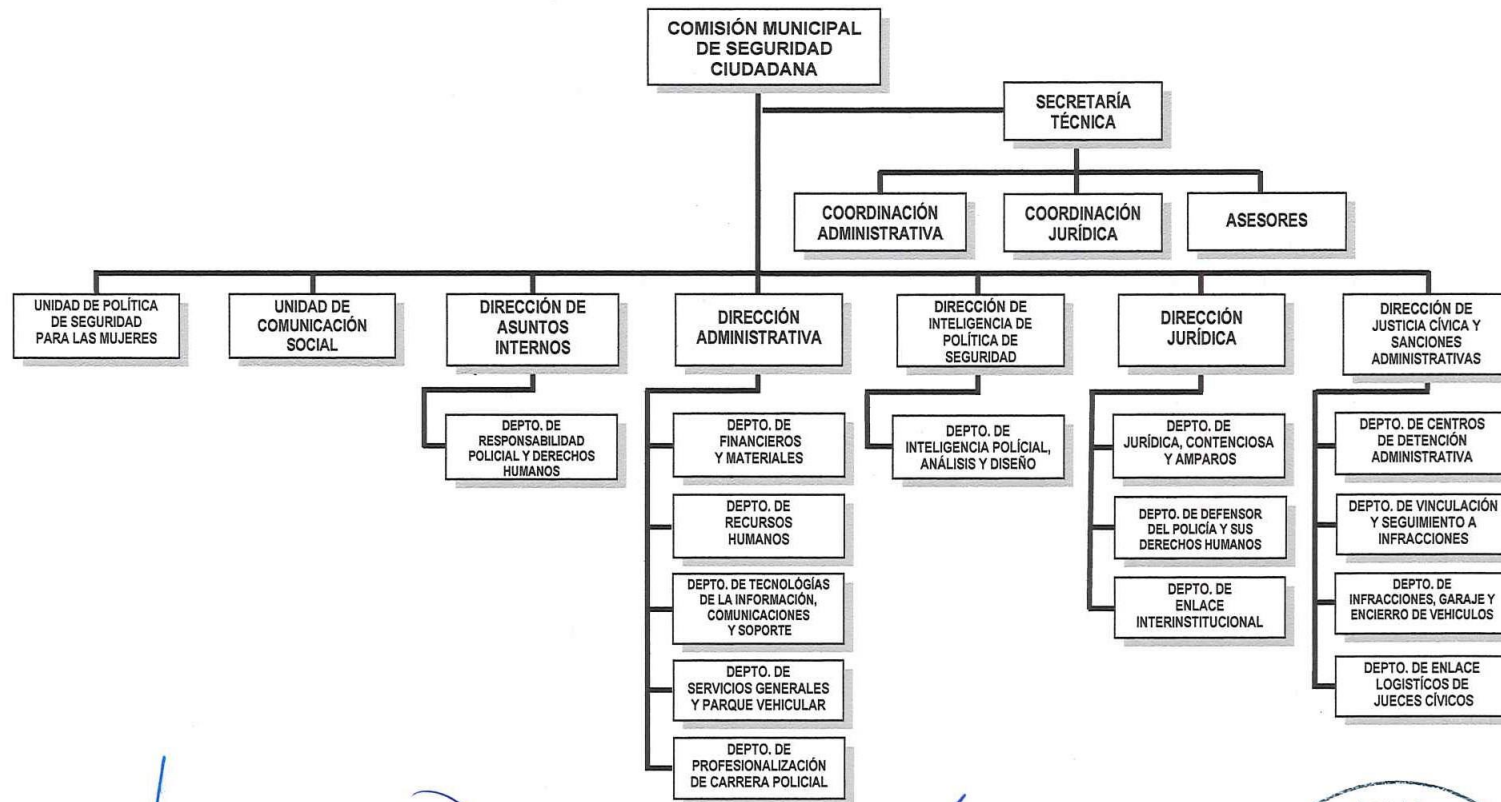 COMISIÓN MUNICIPAL
DE SEGURIDAD
CIUDADANA
SECRETARÍA
TÉCNICA
COORDINACIÓN
ADMINISTRATIVA
COORDINACIÓN
JURÍDICA
ASESORES
UNIDAD DE POLÍTICA
DE SEGURIDAD
PARA LAS MUJERES
UNIDAD DE
COMUNICACIÓN
SOCIAL
DIRECCIÓN DE
ASUNTOS
INTERNOS
DIRECCIÓN
ADMINISTRATIVA
DIRECCIÓN DE
INTELIGENCIA DE
POLÍTICA DE
SEGURIDAD
DIRECCIÓN
JURÍDICA
DIRECCIÓN DE
JUSTICIA CÍVICA Y
SANCIONES
ADMINISTRATIVAS
DEPTO. DE
RESPONSABILIDAD
POLICIAL Y DERECHOS
HUMANOS
DEPTO. DE
FINANCIEROS
Y MATERIALES
DEPTO. DE
RECURSOS
HUMANOS
DEPTO. DE TECNOLÓGÍAS
DE LA INFORMACIÓN,
COMUNICACIONES
Y SOPORTE
DEPTO. DE
SERVICIOS GENERALES
Y PARQUE VEHICULAR
DEPTO. DE
PROFESIONALIZACIÓN
DE CARRERA POLICIAL
DEPTO. DE
INTELIGENCIA POLÍCIAL,
ANÁLISIS Y DISEÑO
DEPTO. DE
JURÍDICA, CONTENCIOSA
Y AMPAROS
DEPTO. DE DEFENSOR
DEL POLICÍA Y SUS
DERECHOS HUMANOS
DEPTO. DE
ENLACE
INTERINSTITUCIONAL
DEPTO. DE CENTROS
DE DETENCIÓN
ADMINISTRATIVA
DEPTO. DE VINCULACIÓN
Y SEGUIMIENTO A
INFRACCIONES
DEPTO. DE
INFRACCIONES, GARAJE Y
ENCIERRO DE VEHICULOS
DEPTO. DE ENLACE
LOGISTÍCOS DE
JUECES CÍVICOS